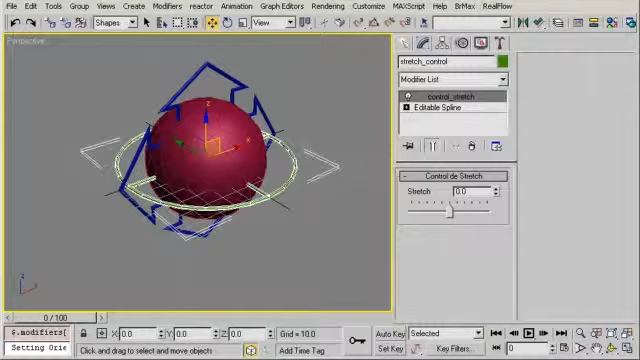 File Edit Tools Group Views Create Modifiers reactor Animation Graph Editors Rendering Customize MAXScript Help BrMax RealFlow
Shapes View
Perspective
stretch_control
Modifier List
control_stretch
Editable Spline
Control de Stretch
Stretch 0.0
z
x
0 / 100
$.modifiers[ X: 0.0 Y: 0.0 Z: 0.0 Grid = 10.0 Auto Key Selected
Setting Orie Click and drag to select and move objects Add Time Tag Set Key Key Filters... 0